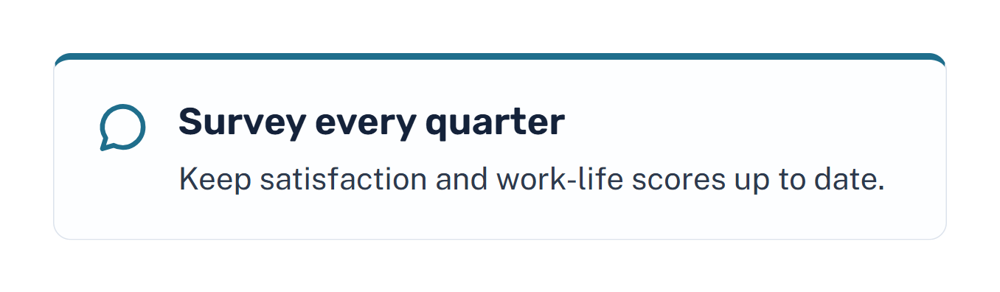 Survey every quarter
Keep satisfaction and work-life scores up to date.